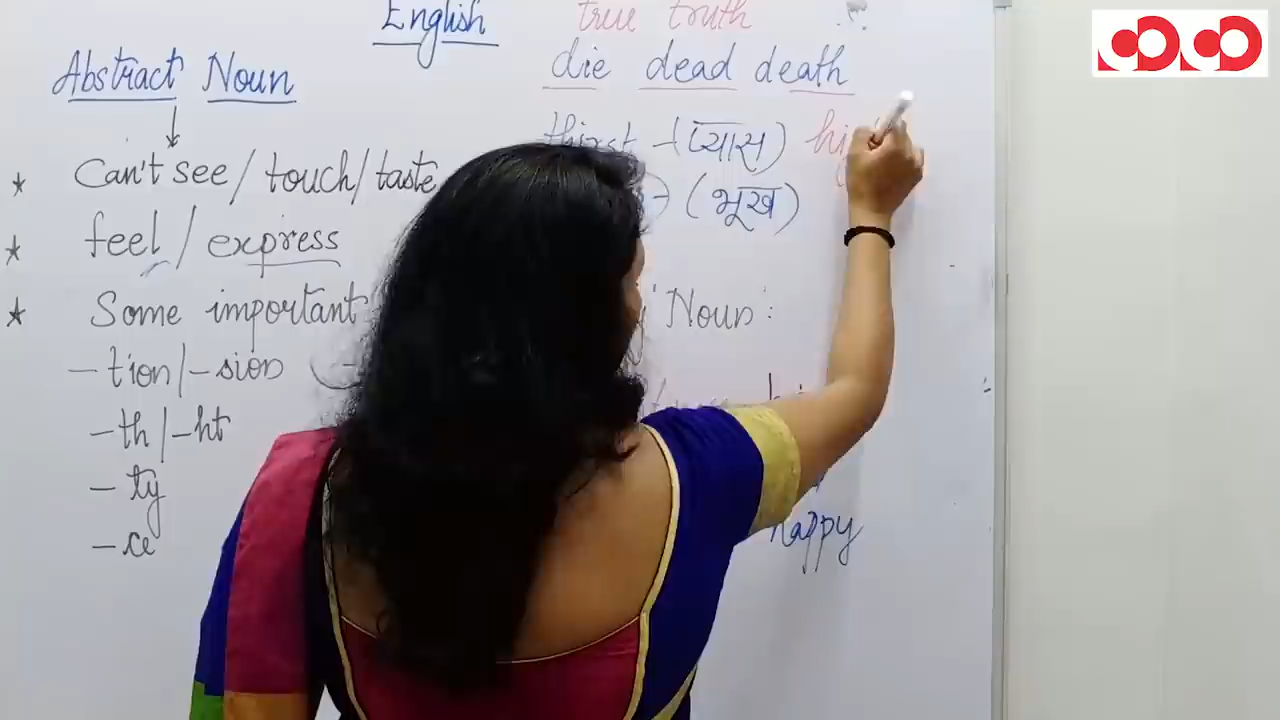 English
true truth
Abstract Noun
die dead death
thirst - (प्यास)
Can't see / touch / taste
(भूख)
feel / express
Some important
Noun :
- tion / - sion
- th / - ht
- ty
- ce
happy